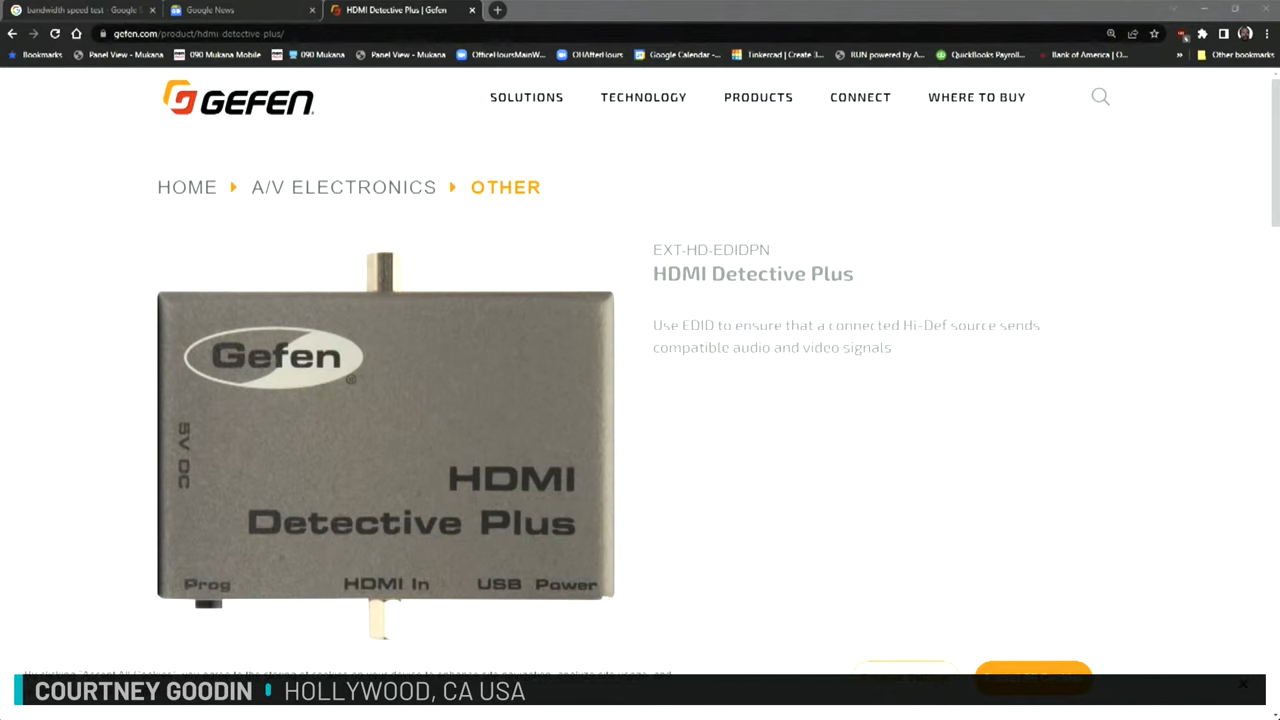 bandwidth speed test - Google S
Google News
HDMI Detective Plus | Gefen
gefen.com/product/hdmi-detective-plus/
Bookmarks
Panel View - Mukana
090 Mukana Mobile
090 Mukana
Panel View - Mukana
OfficeHoursMainW...
OHAfterHours
Google Calendar -...
Tinkercad | Create 3...
RUN powered by A...
QuickBooks Payroll...
Bank of America | O...
Other bookmarks
GEFEN
SOLUTIONS
TECHNOLOGY
PRODUCTS
CONNECT
WHERE TO BUY
HOME
A/V ELECTRONICS
OTHER
EXT-HD-EDIDPN
HDMI Detective Plus
Use EDID to ensure that a connected Hi-Def source sends
compatible audio and video signals
Gefen
5V DC
HDMI
Detective Plus
Prog
HDMI In
USB Power
COURTNEY GOODIN
HOLLYWOOD, CA USA